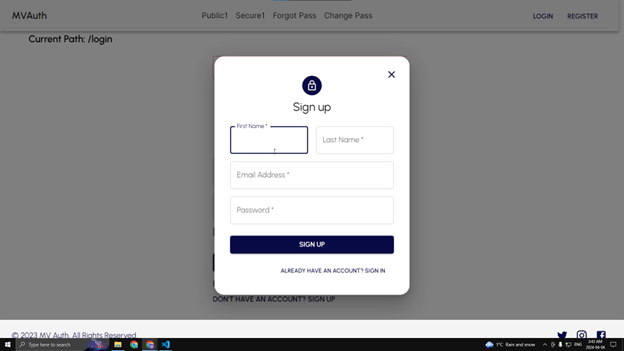 MVAuth Public1 Secure1 Forgot Pass Change Pass LOGIN REGISTER
Current Path: /login
Sign up
First Name *
Last Name *
Email Address *
Password *
SIGN UP
ALREADY HAVE AN ACCOUNT? SIGN IN
DON'T HAVE AN ACCOUNT? SIGN UP
© 2023 MV Auth. All Rights Reserved.
Type here to search
1°C Rain and snow
ENG
3:43 AM
2024-04-04